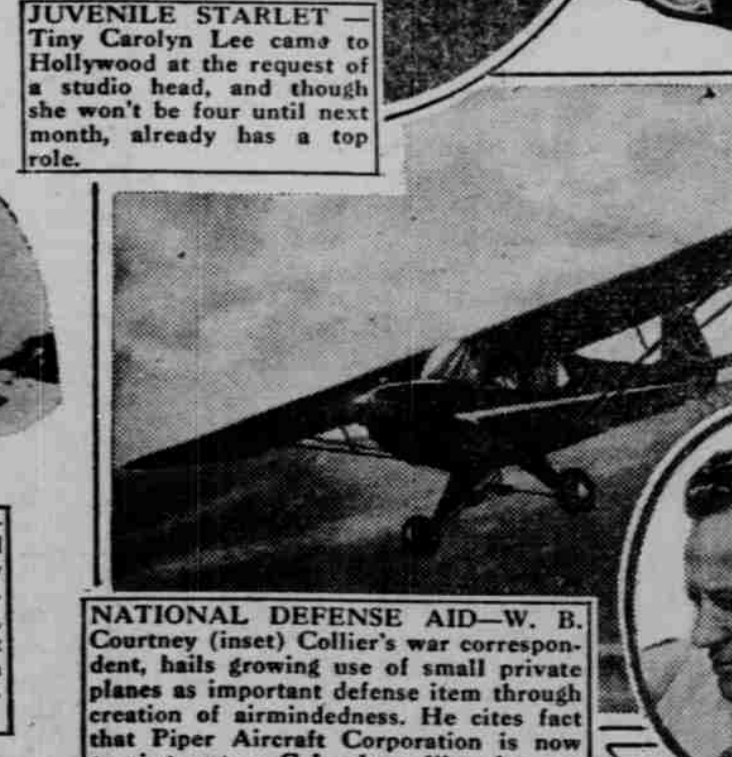 JUVENILE STARLET —
Tiny Carolyn Lee came to
Hollywood at the request of
a studio head, and though
she won't be four until next
month, already has a top
role.
NATIONAL DEFENSE AID—W. B.
Courtney (inset) Collier's war correspon-
dent, hails growing use of small private
planes as important defense item through
creation of airmindedness. He cites fact
that Piper Aircraft Corporation is now